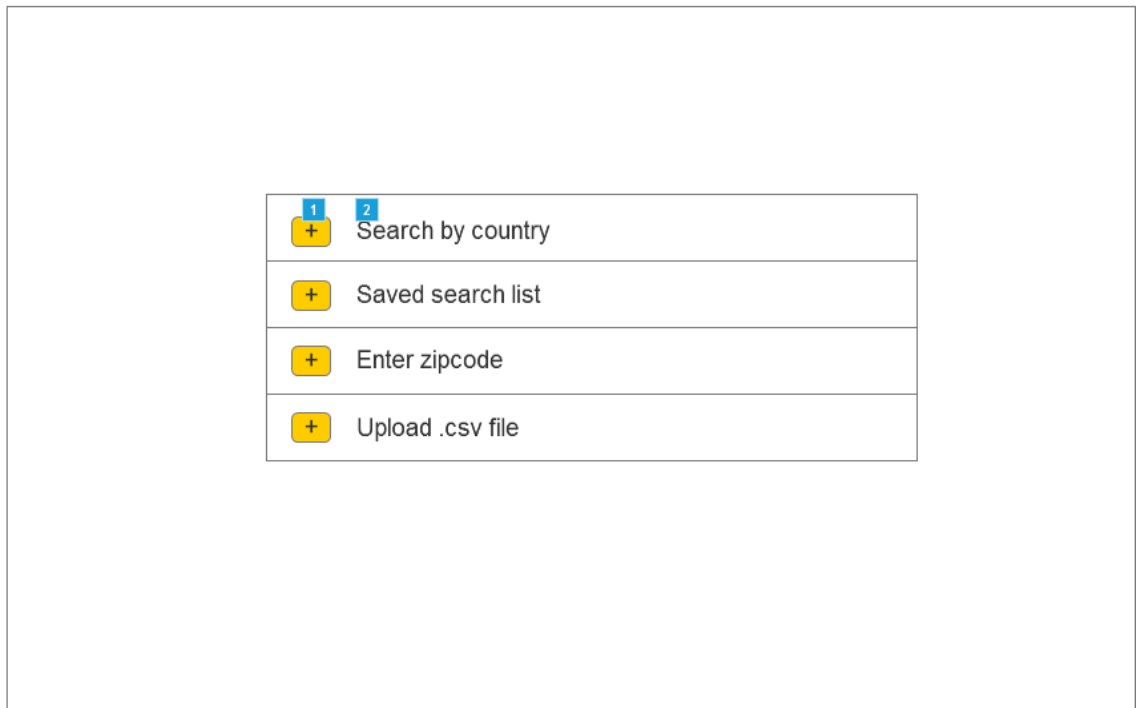 1 2
+ Search by country
+ Saved search list
+ Enter zipcode
+ Upload .csv file